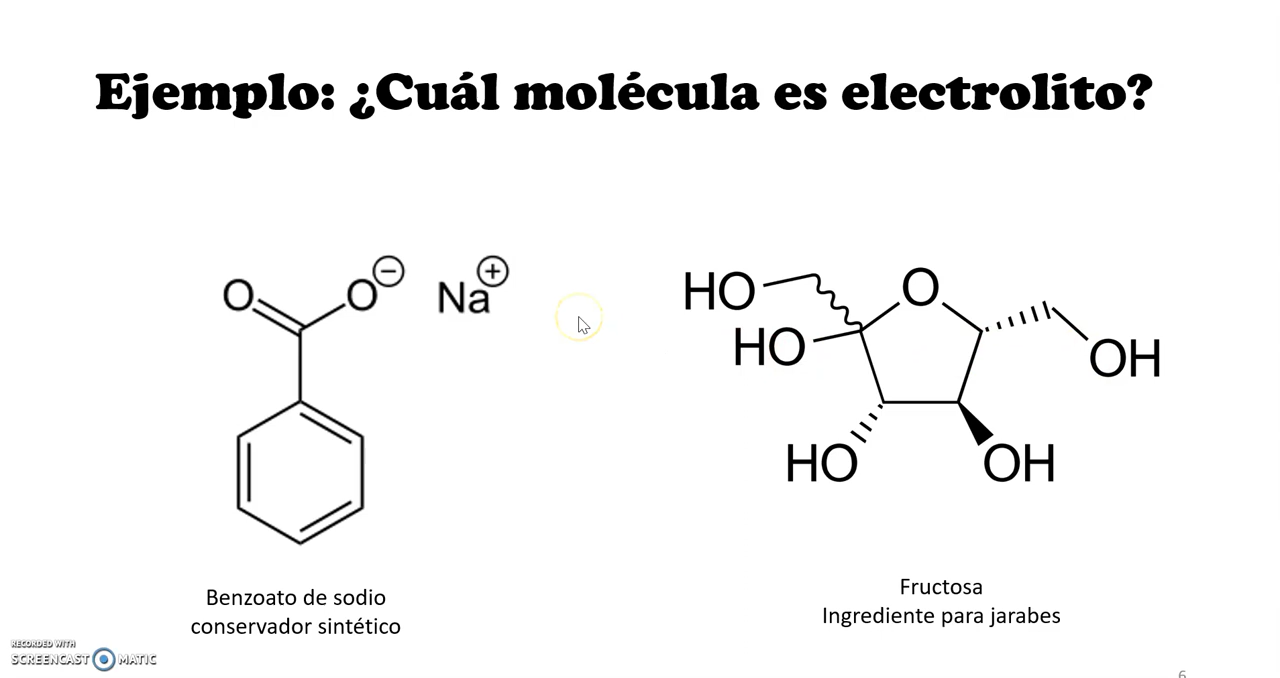 Ejemplo: ¿Cuál molécula es electrolito?
O
O
−
Na
+
HO
O
HO
OH
HO
OH
Benzoato de sodio
conservador sintético
Fructosa
Ingrediente para jarabes
RECORDED WITH
SCREENCAST MATIC
6